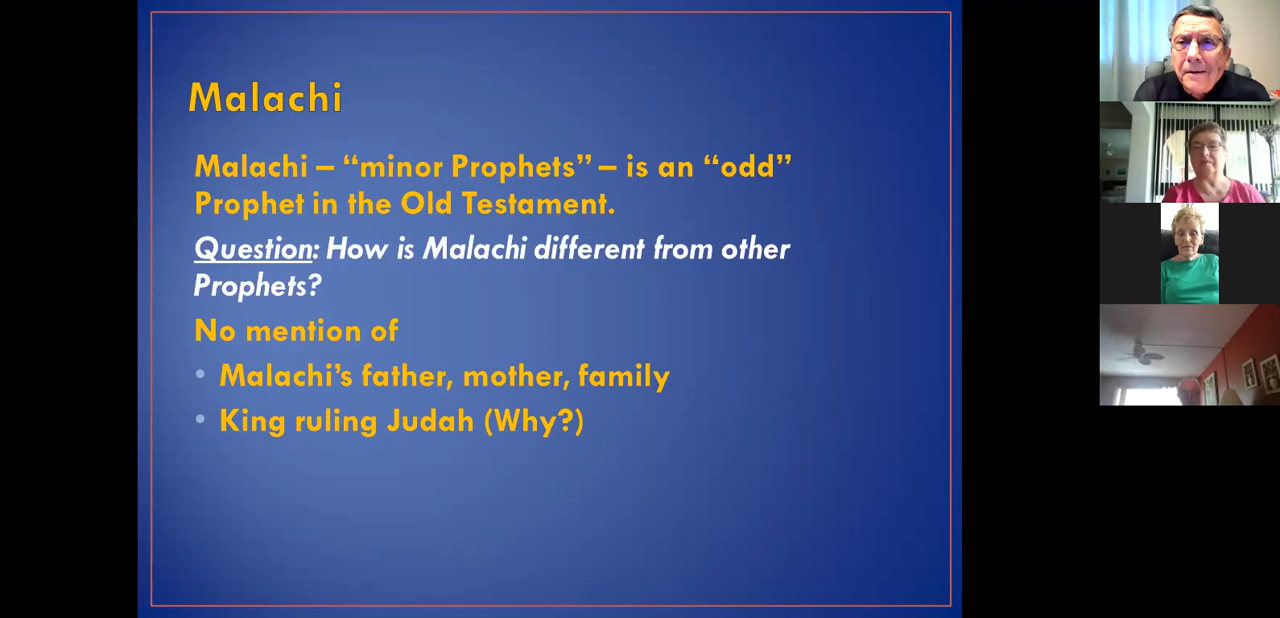 Malachi
Malachi – “minor Prophets” – is an “odd”
Prophet in the Old Testament.
Question: How is Malachi different from other
Prophets?
No mention of
• Malachi’s father, mother, family
• King ruling Judah (Why?)